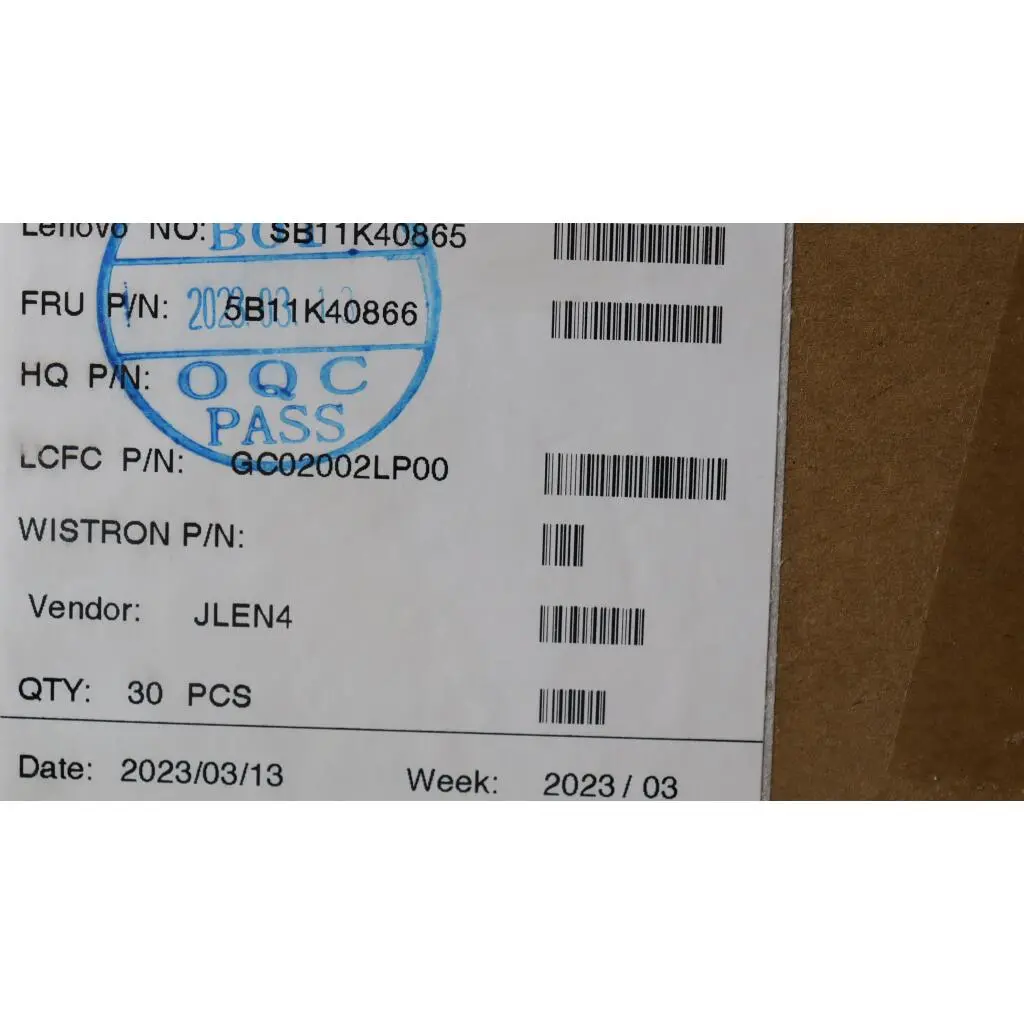 Lenovo NO: SB11K40865
FRU P/N: 5B11K40866
HQ P/N:
OQC
PASS
LCFC P/N: GC02002LP00
WISTRON P/N:
Vendor: JLEN4
QTY: 30 PCS
Date: 2023/03/13 Week: 2023 / 03